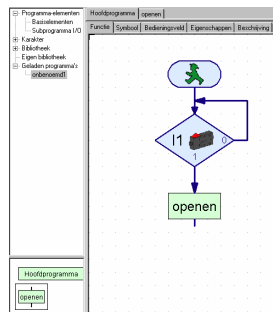 Programma-elementen
Basiselementen
Subprogramma I/O
Karakter
Bibliotheek
Eigen bibliotheek
Geladen programma's
onbenoemd1
Hoofdprogramma
openen
Hoofdprogramma openen
Functie Symbool Bedieningsveld Eigenschappen Beschrijving
I1 0
1
openen